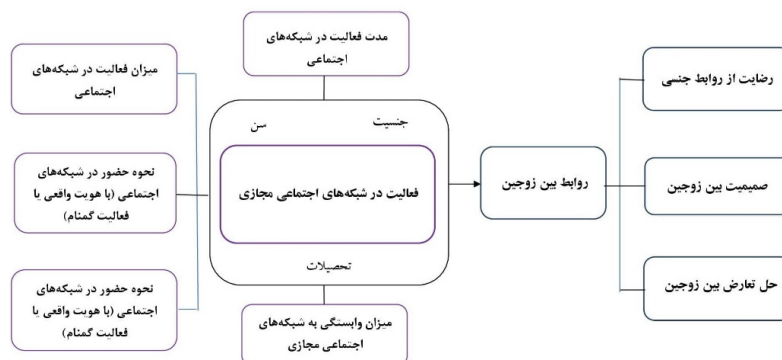 مدت فعالیت در شبکه‌های
اجتماعی
رضایت از روابط جنسی
میزان فعالیت در شبکه‌های
اجتماعی
جنسیت
سن
نحوه حضور در شبکه‌های
اجتماعی (با هویت واقعی یا
فعالیت گمنام)
فعالیت در شبکه‌های اجتماعی مجازی
روابط بین زوجین
صمیمیت بین زوجین
تحصیلات
نحوه حضور در شبکه‌های
اجتماعی (با هویت واقعی یا
فعالیت گمنام)
حل تعارض بین زوجین
میزان وابستگی به شبکه‌های
اجتماعی مجازی